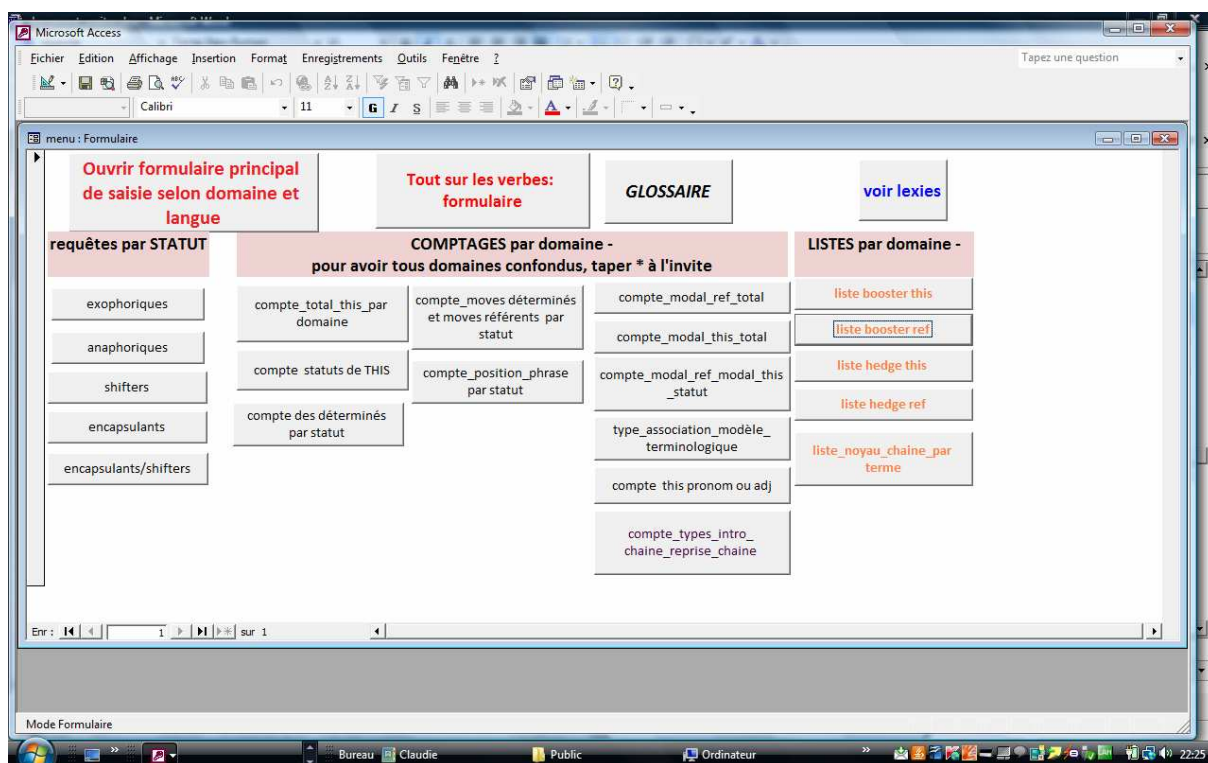 Microsoft Access
Fichier Edition Affichage Insertion Format Enregistrements Outils Fenêtre ?
Tapez une question
Calibri 11 G I S
menu : Formulaire
Ouvrir formulaire principal
de saisie selon domaine et
langue
Tout sur les verbes:
formulaire
GLOSSAIRE
voir lexies
requêtes par STATUT
COMPTAGES par domaine -
pour avoir tous domaines confondus, taper * à l'invite
LISTES par domaine -
exophoriques
anaphoriques
shifters
encapsulants
encapsulants/shifters
compte_total_this_par
domaine
compte statuts de THIS
compte des déterminés
par statut
compte_moves déterminés
et moves référents par
statut
compte_position_phrase
par statut
compte_modal_ref_total
compte_modal_this_total
compte_modal_ref_modal_this
_statut
type_association_modèle_
terminologique
compte this pronom ou adj
compte_types_intro_
chaine_reprise_chaine
liste booster this
liste booster ref
liste hedge this
liste hedge ref
liste_noyau_chaine_par
terme
Enr : 1 sur 1
Mode Formulaire
Bureau Claudie Public Ordinateur 22:25